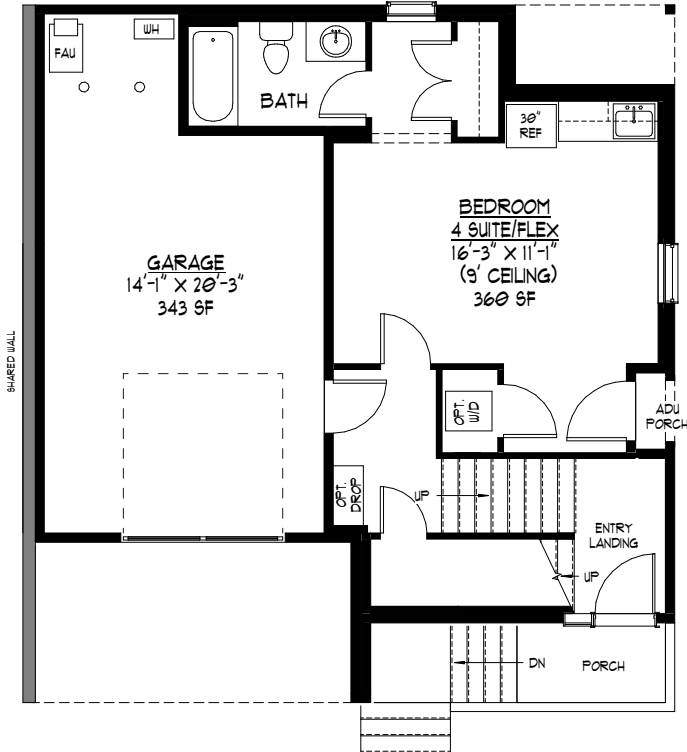 FAU
WH
BATH
30"
REF
BEDROOM
4 SUITE/FLEX
16'-3" X 11'-1"
(9' CEILING)
360 SF
GARAGE
14'-1" X 20'-3"
343 SF
SHARED WALL
OPT.
W/D
ADU
PORCH
OPT.
DROP
UP
ENTRY
LANDING
UP
DN
PORCH